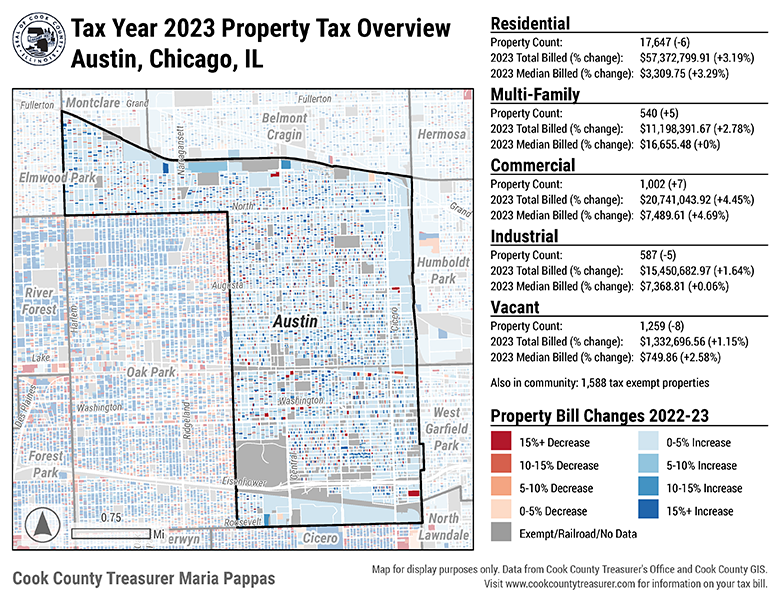 SEAL OF COOK COUNTY
ILLINOIS
Tax Year 2023 Property Tax Overview
Austin, Chicago, IL
Fullerton
Montclare
Grand
Fullerton
Narragansett
Belmont
Cragin
Hermosa
Elmwood Park
North
Grand
Humboldt
Park
Augusta
River
Forest
Harlem
Austin
Cicero
Lake
Oak Park
Washington
Ridgeland
Washington
Des Plaines
West
Garfield
Park
Central
Forest
Park
Eisenhower
Roosevelt
0.75
Mi
erwyn
Cicero
North
Lawndale
Residential
Property Count: 17,647 (-6)
2023 Total Billed (% change): $57,372,799.91 (+3.19%)
2023 Median Billed (% change): $3,309.75 (+3.29%)
Multi-Family
Property Count: 540 (+5)
2023 Total Billed (% change): $11,198,391.67 (+2.78%)
2023 Median Billed (% change): $16,655.48 (+0%)
Commercial
Property Count: 1,002 (+7)
2023 Total Billed (% change): $20,741,043.92 (+4.45%)
2023 Median Billed (% change): $7,489.61 (+4.69%)
Industrial
Property Count: 587 (-5)
2023 Total Billed (% change): $15,450,682.97 (+1.64%)
2023 Median Billed (% change): $7,368.81 (+0.06%)
Vacant
Property Count: 1,259 (-8)
2023 Total Billed (% change): $1,332,696.56 (+1.15%)
2023 Median Billed (% change): $749.86 (+2.58%)
Also in community: 1,588 tax exempt properties
Property Bill Changes 2022-23
15%+ Decrease
0-5% Increase
10-15% Decrease
5-10% Increase
5-10% Decrease
10-15% Increase
0-5% Decrease
15%+ Increase
Exempt/Railroad/No Data
Cook County Treasurer Maria Pappas
Map for display purposes only. Data from Cook County Treasurer's Office and Cook County GIS.
Visit www.cookcountytreasurer.com for information on your tax bill.